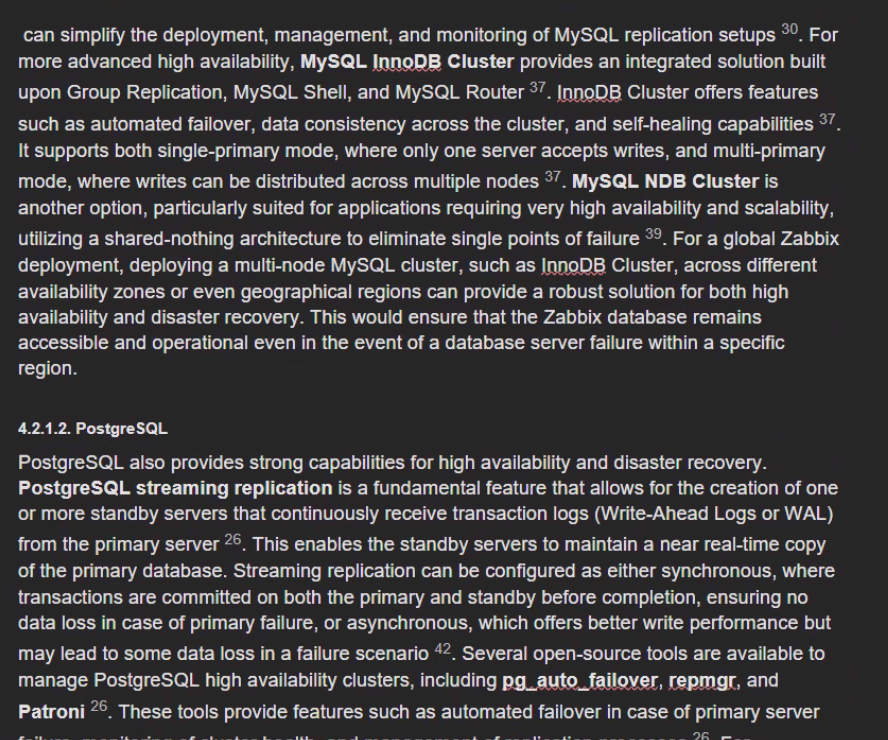 can simplify the deployment, management, and monitoring of MySQL replication setups 30. For
more advanced high availability, MySQL InnoDB Cluster provides an integrated solution built
upon Group Replication, MySQL Shell, and MySQL Router 37. InnoDB Cluster offers features
such as automated failover, data consistency across the cluster, and self-healing capabilities 37.
It supports both single-primary mode, where only one server accepts writes, and multi-primary
mode, where writes can be distributed across multiple nodes 37. MySQL NDB Cluster is
another option, particularly suited for applications requiring very high availability and scalability,
utilizing a shared-nothing architecture to eliminate single points of failure 39. For a global Zabbix
deployment, deploying a multi-node MySQL cluster, such as InnoDB Cluster, across different
availability zones or even geographical regions can provide a robust solution for both high
availability and disaster recovery. This would ensure that the Zabbix database remains
accessible and operational even in the event of a database server failure within a specific
region.
4.2.1.2. PostgreSQL
PostgreSQL also provides strong capabilities for high availability and disaster recovery.
PostgreSQL streaming replication is a fundamental feature that allows for the creation of one
or more standby servers that continuously receive transaction logs (Write-Ahead Logs or WAL)
from the primary server 26. This enables the standby servers to maintain a near real-time copy
of the primary database. Streaming replication can be configured as either synchronous, where
transactions are committed on both the primary and standby before completion, ensuring no
data loss in case of primary failure, or asynchronous, which offers better write performance but
may lead to some data loss in a failure scenario 42. Several open-source tools are available to
manage PostgreSQL high availability clusters, including pg_auto_failover, repmgr, and
Patroni 26. These tools provide features such as automated failover in case of primary server
26